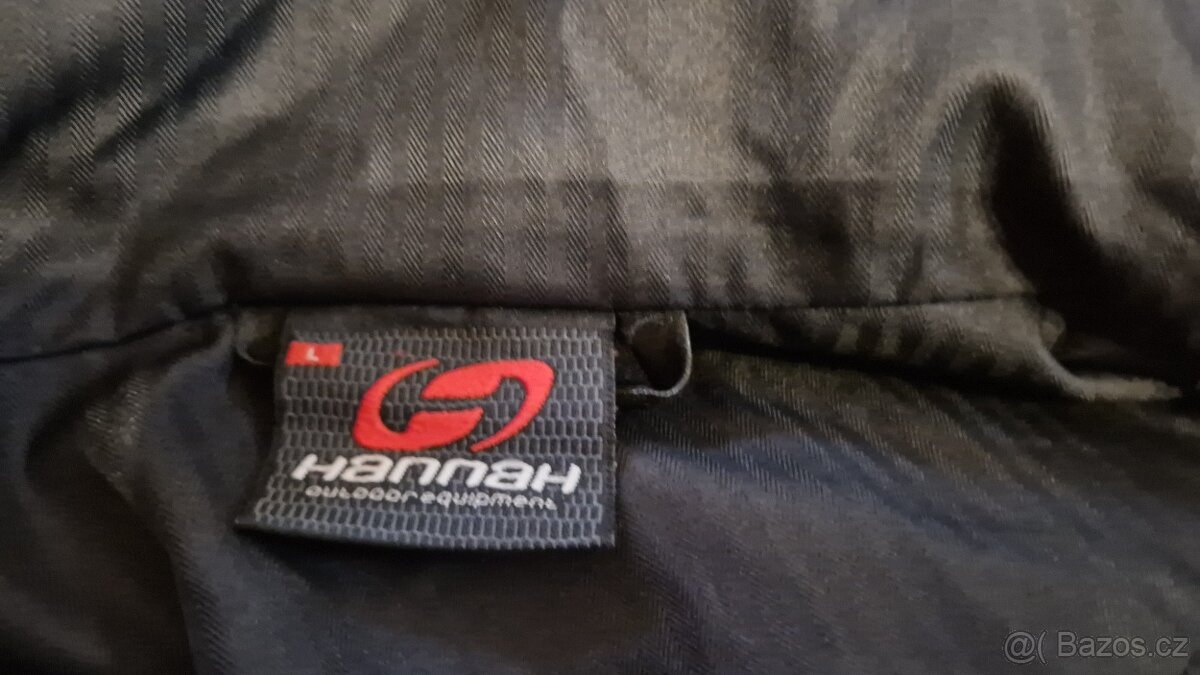 L
Hannah
outdoor equipment
@( Bazos.cz